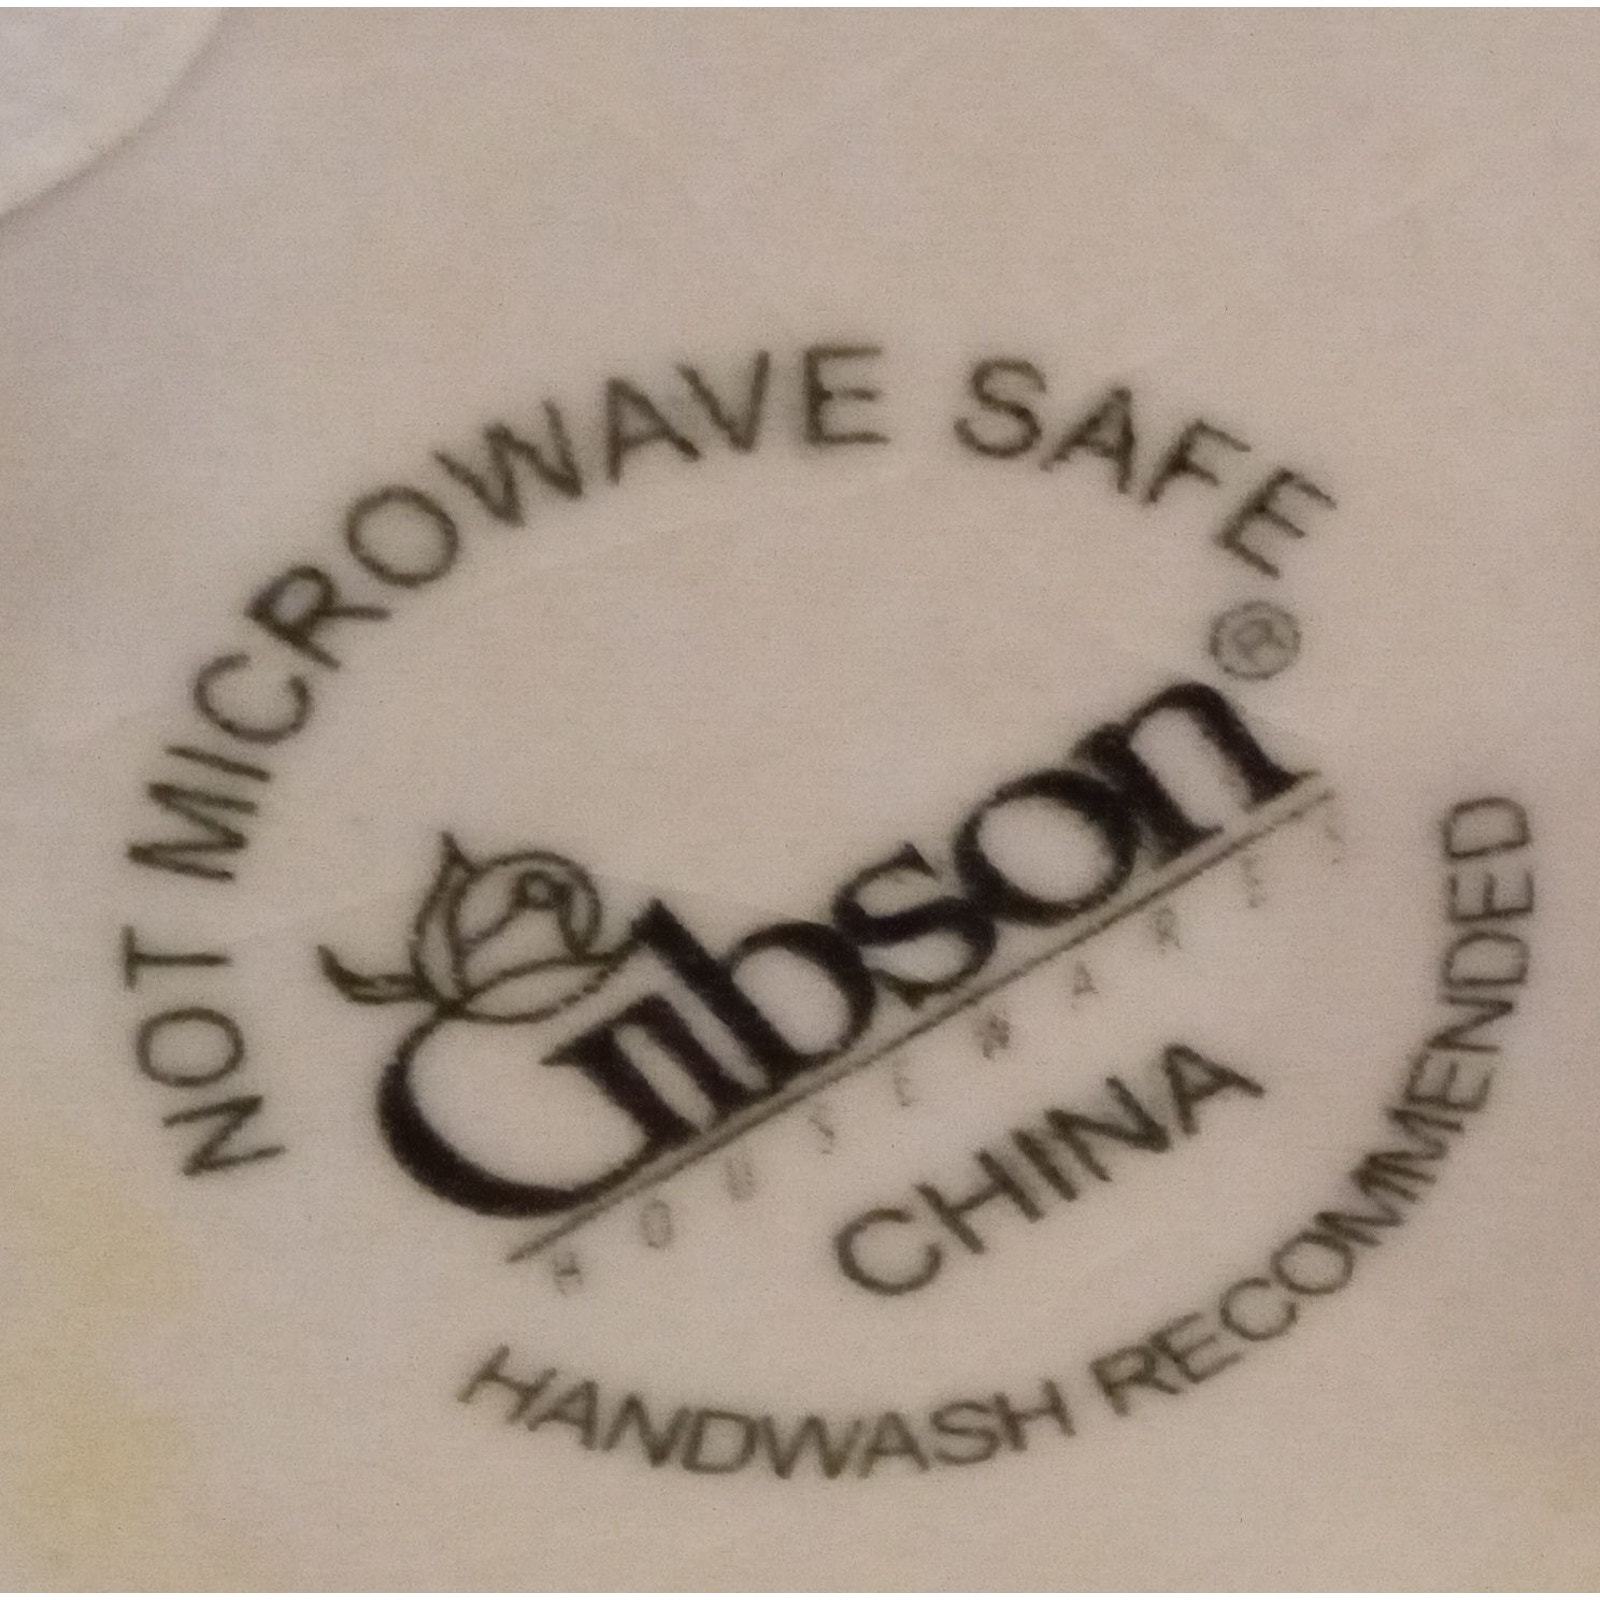 NOT MICROWAVE SAFE
Gibson®
HOUSEWARES
CHINA
HANDWASH RECOMMENDED